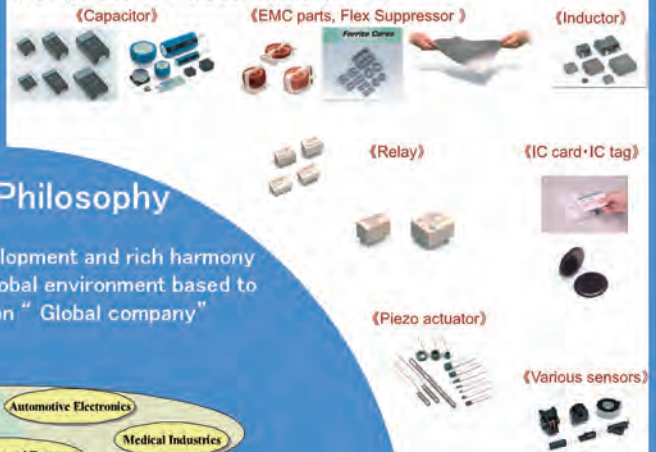 《Capacitor》
《EMC parts, Flex Suppressor 》
《Inductor》
Ferrite Cores
《Relay》
《IC card・IC tag》
Philosophy
lopment and rich harmony
obal environment based to
n “ Global company”
《Piezo actuator》
《Various sensors》
Automotive Electronics
Medical Industries